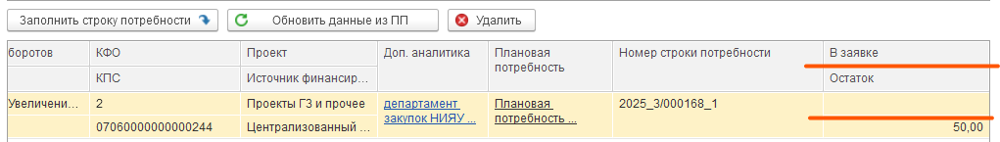 Заполнить строку потребности Обновить данные из ПП Удалить
оборотов КФО Проект Доп. аналитика Плановая потребность Номер строки потребности В заявке
КПС Источник финансир... Остаток
Увеличени... 2 Проекты ГЗ и прочее департамент закупок НИЯУ ... Плановая потребность ... 2025_3/000168_1
07060000000000244 Централизованный ... 50,00